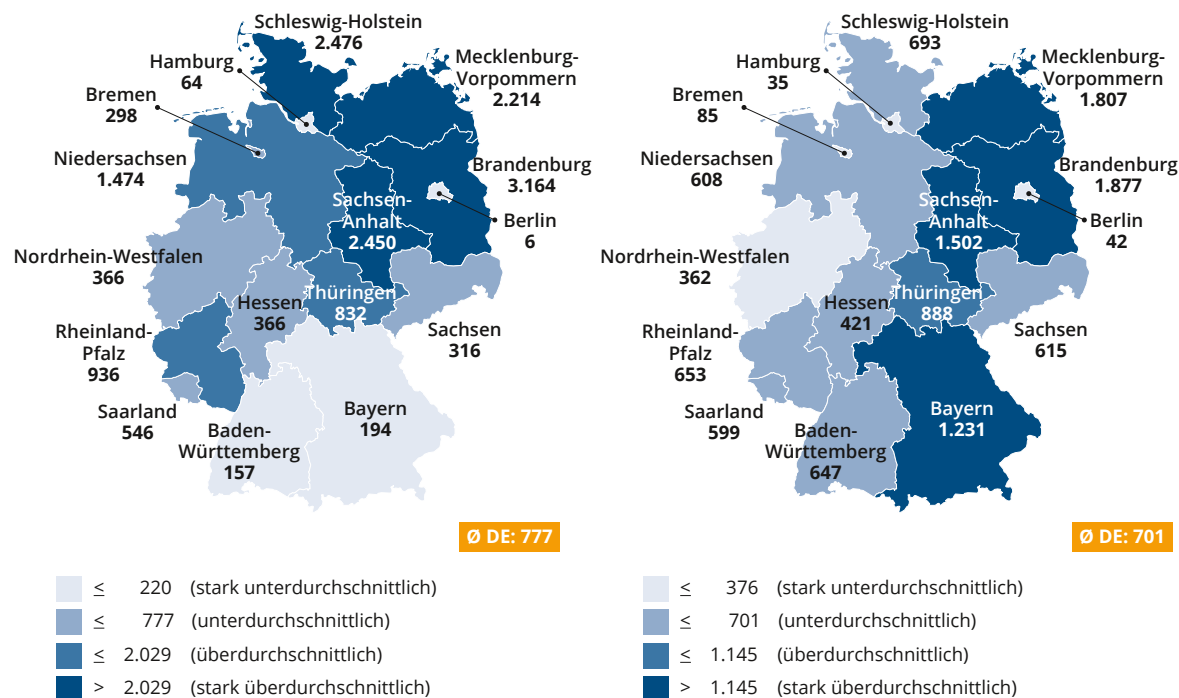 Schleswig-Holstein
2.476
Hamburg
64
Mecklenburg-
Vorpommern
2.214
Bremen
298
Niedersachsen
1.474
Brandenburg
3.164
Sachsen-
Anhalt
2.450
Berlin
6
Nordrhein-Westfalen
366
Hessen
366
Thüringen
832
Sachsen
316
Rheinland-
Pfalz
936
Saarland
546
Bayern
194
Baden-
Württemberg
157
Ø DE: 777
≤ 220 (stark unterdurchschnittlich)
≤ 777 (unterdurchschnittlich)
≤ 2.029 (überdurchschnittlich)
> 2.029 (stark überdurchschnittlich)
Schleswig-Holstein
693
Hamburg
35
Mecklenburg-
Vorpommern
1.807
Bremen
85
Niedersachsen
608
Brandenburg
1.877
Sachsen-
Anhalt
1.502
Berlin
42
Nordrhein-Westfalen
362
Hessen
421
Thüringen
888
Sachsen
615
Rheinland-
Pfalz
653
Saarland
599
Bayern
1.231
Baden-
Württemberg
647
Ø DE: 701
≤ 376 (stark unterdurchschnittlich)
≤ 701 (unterdurchschnittlich)
≤ 1.145 (überdurchschnittlich)
> 1.145 (stark überdurchschnittlich)